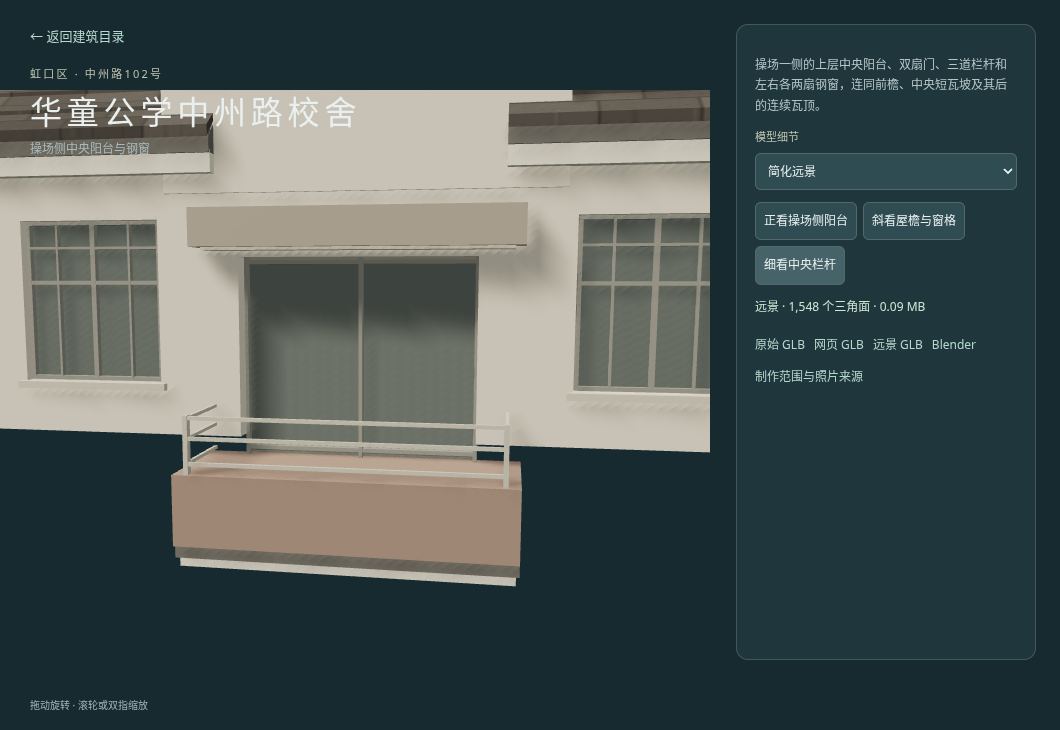 ← 返回建筑目录
虹口区 · 中州路102号
华童公学中州路校舍
操场侧中央阳台与钢窗
操场一侧的上层中央阳台、双扇门、三道栏杆和
左右各两扇钢窗，连同前檐、中央短瓦坡及其后
的连续瓦顶。
模型细节
简化远景
正看操场侧阳台 斜看屋檐与窗格
细看中央栏杆
远景 · 1,548 个三角面 · 0.09 MB
原始 GLB 网页 GLB 远景 GLB Blender
制作范围与照片来源
拖动旋转 · 滚轮或双指缩放